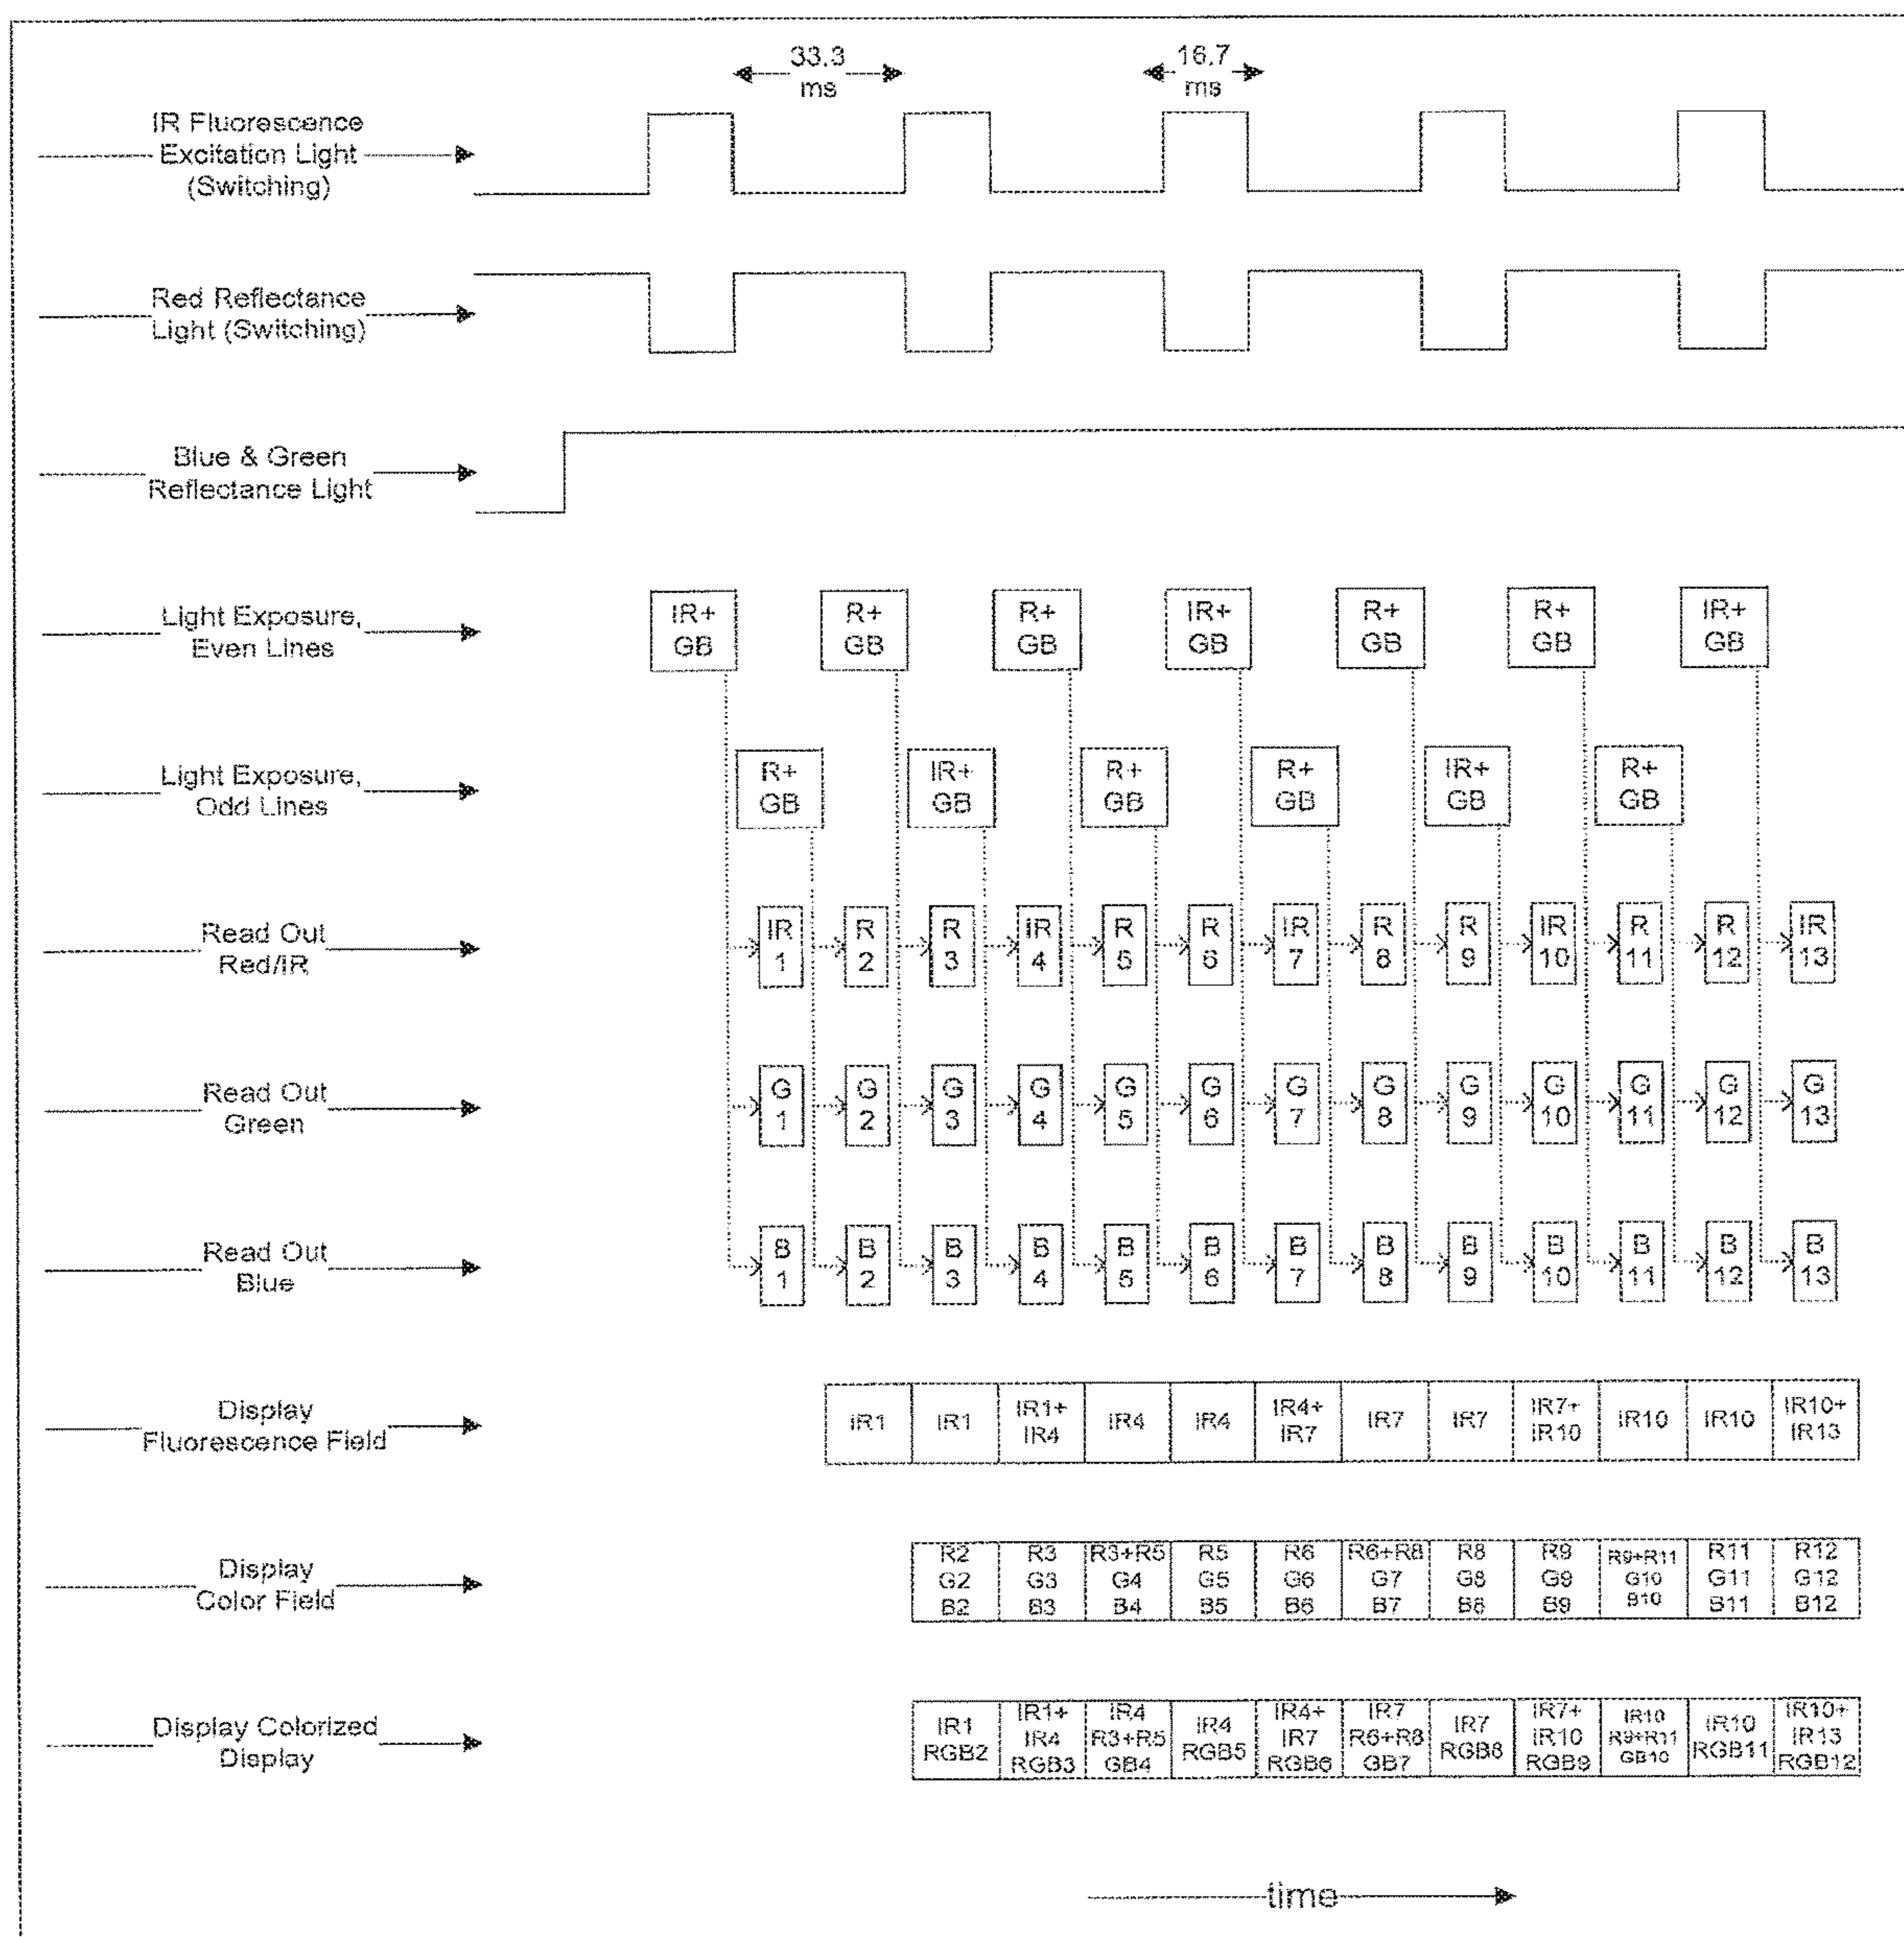 33.3
ms
16.7
ms
IR Fluorescence
Excitation Light
(Switching)
Red Reflectance
Light (Switching)
Blue & Green
Reflectance Light
Light Exposure,
Even Lines
IR+ R+ R+ IR+ R+ R+ IR+
GB GB GB GB GB GB GB
Light Exposure,
Odd Lines
R+ IR+ R+ R+ IR+ R+
GB GB GB GB GB GB
Read Out
Red/IR
IR R R IR R R IR R R IR R R IR
1 2 3 4 5 6 7 8 9 10 11 12 13
Read Out
Green
G G G G G G G G G G G G G
1 2 3 4 5 6 7 8 9 10 11 12 13
Read Out
Blue
B B B B B B B B B B B B B
1 2 3 4 5 6 7 8 9 10 11 12 13
Display
Fluorescence Field
IR1 IR1 IR1+ IR4 IR4 IR4+ IR7 IR7 IR7+ IR10 IR10 IR10+
IR4 IR7 IR10 IR13
Display
Color Field
R2 R3 R3+R5 R5 R6 R6+R8 R8 R9 R9+R11 R11 R12
G2 G3 G4 G5 G6 G7 G8 G9 G10 G11 G12
B2 B3 B4 B5 B6 B7 B8 B9 B10 B11 B12
Display Colorized
Display
IR1 IR1+ IR4 IR4 IR4+ IR7 IR7 IR7+ IR10 IR10 IR10+
RGB2 IR4 R3+R5 RGB5 IR7 R6+R8 RGB8 IR10 R9+R11 RGB11 IR13
RGB3 GB4 RGB6 GB7 RGB9 GB10 RGB12
time